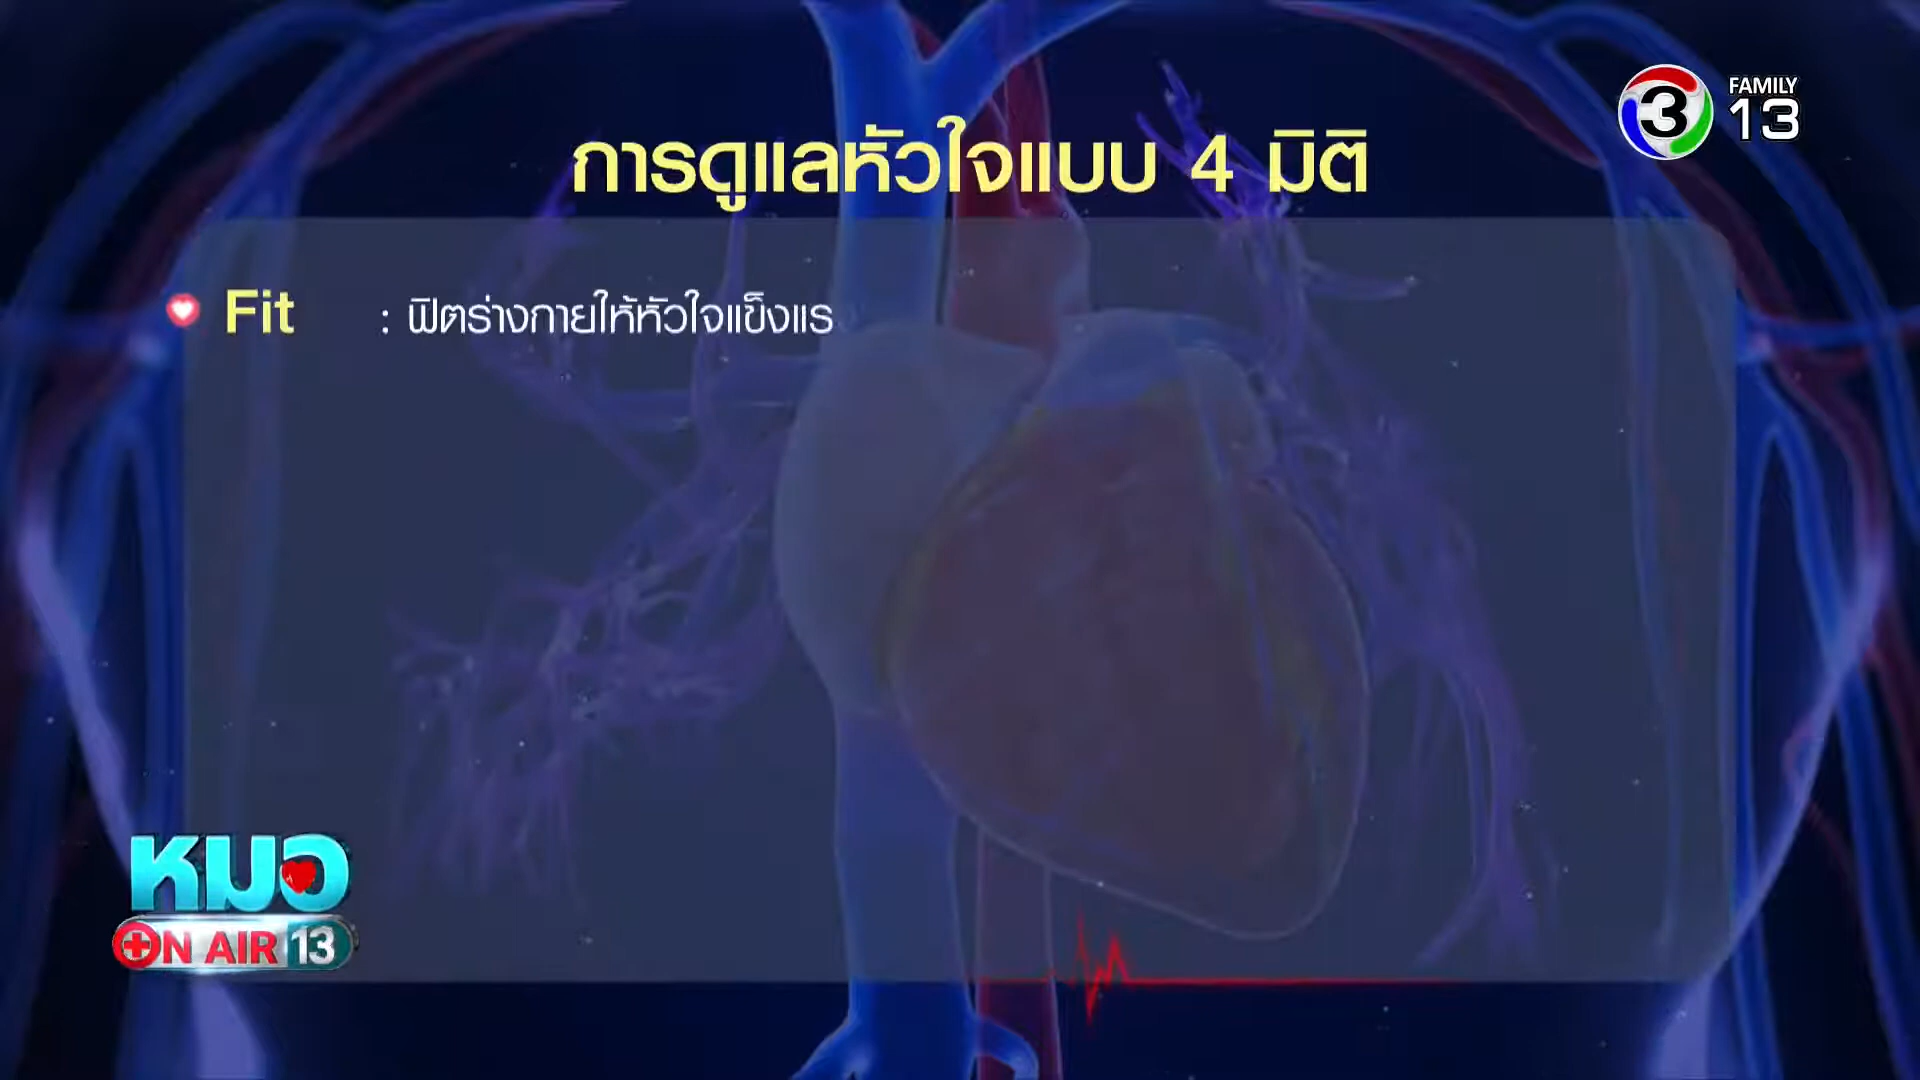 FAMILY
3 13
การดูแลหัวใจแบบ 4 มิติ
Fit : ฟิตร่างกายให้หัวใจแข็งแร
หมอ
ON AIR 13